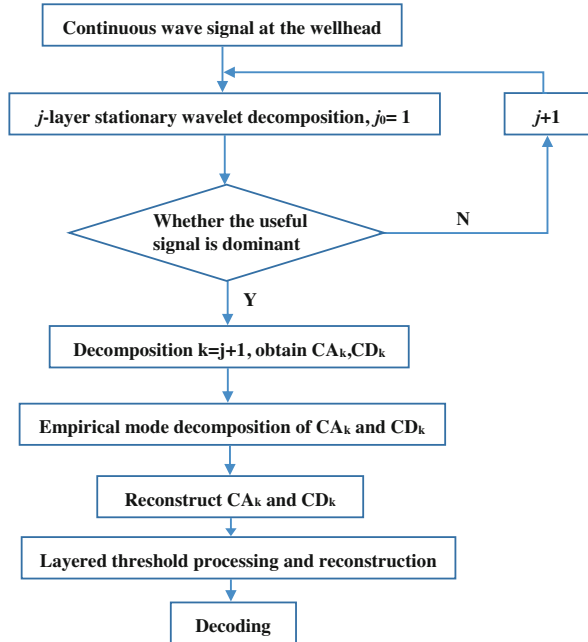 Continuous wave signal at the wellhead
j-layer stationary wavelet decomposition, j₀= 1
j+1
Whether the useful
signal is dominant
N
Y
Decomposition k=j+1, obtain CAₖ,CDₖ
Empirical mode decomposition of CAₖ and CDₖ
Reconstruct CAₖ and CDₖ
Layered threshold processing and reconstruction
Decoding